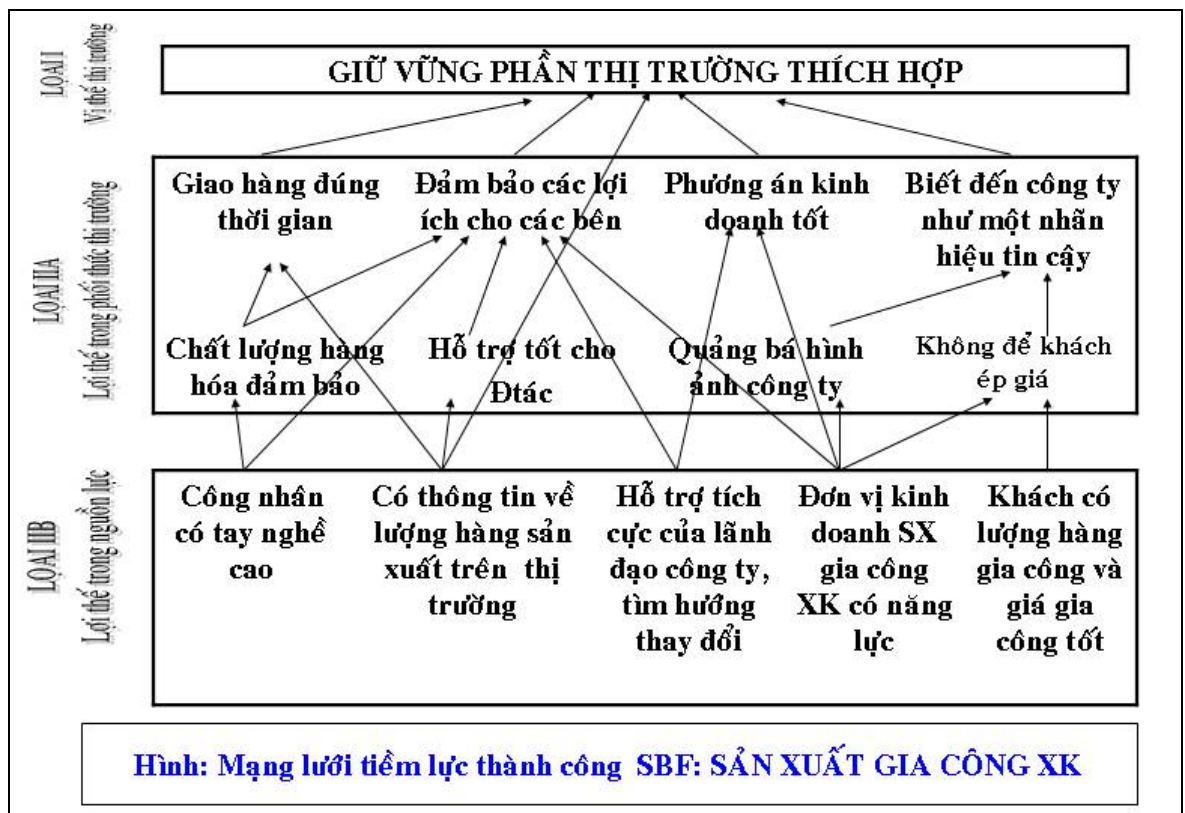 LOẠI I
Vị thế thị trường
GIỮ VỮNG PHẦN THỊ TRƯỜNG THÍCH HỢP
LOẠI IIA
Lợi thế trong phối thức thị trường
Giao hàng đúng
thời gian
Đảm bảo các lợi
ích cho các bên
Phương án kinh
doanh tốt
Biết đến công ty
như một nhãn
hiệu tin cậy
Chất lượng hàng
hóa đảm bảo
Hỗ trợ tốt cho
Đtác
Quảng bá hình
ảnh công ty
Không để khách
ép giá
LOẠI IIB
Lợi thế trong nguồn lực
Công nhân
có tay nghề
cao
Có thông tin về
lượng hàng sản
xuất trên thị
trường
Hỗ trợ tích
cực của lãnh
đạo công ty,
tìm hướng
thay đổi
Đơn vị kinh
doanh SX
gia công
XK có năng
lực
Khách có
lượng hàng
gia công và
giá gia
công tốt
Hình: Mạng lưới tiềm lực thành công SBF: SẢN XUẤT GIA CÔNG XK